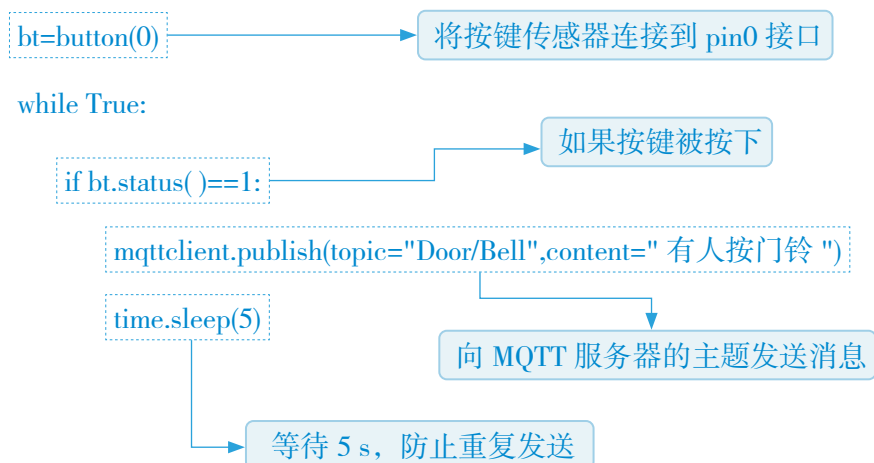 bt=button(0)
将按键传感器连接到 pin0 接口
while True:
如果按键被按下
if bt.status( )==1:
mqttclient.publish(topic="Door/Bell",content=" 有人按门铃 ")
time.sleep(5)
向 MQTT 服务器的主题发送消息
等待 5 s，防止重复发送